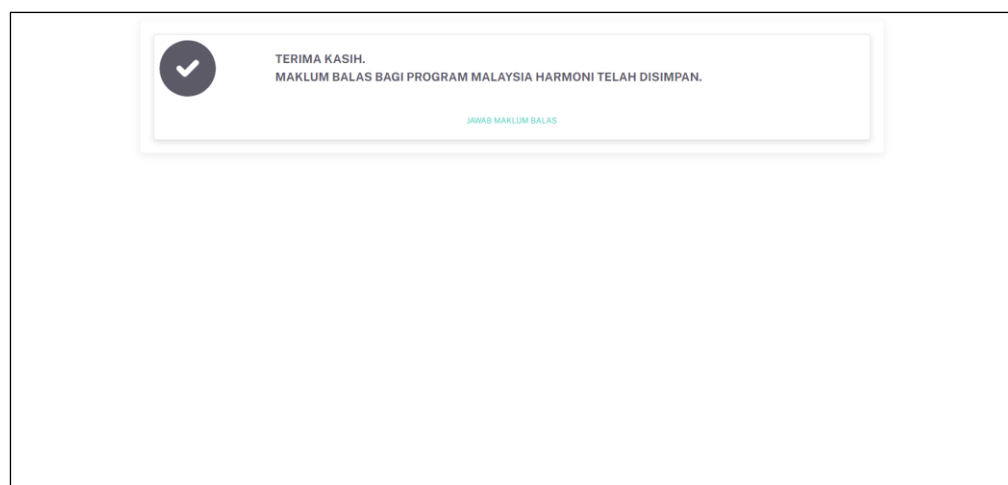 TERIMA KASIH.
MAKLUM BALAS BAGI PROGRAM MALAYSIA HARMONI TELAH DISIMPAN.
JAWAB MAKLUM BALAS